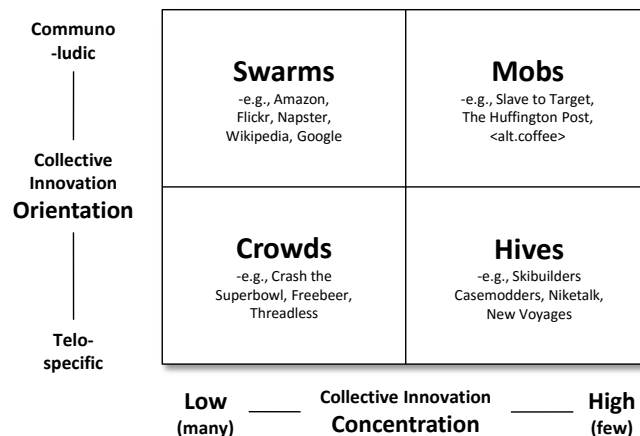 Communo
-ludic
Collective
Innovation
Orientation
Telo-
specific
Swarms
-e.g., Amazon,
Flickr, Napster,
Wikipedia, Google
Mobs
-e.g., Slave to Target,
The Huffington Post,
<alt.coffee>
Crowds
-e.g., Crash the
Superbowl, Freebeer,
Threadless
Hives
-e.g., Skibuilders
Casemodders, Niketalk,
New Voyages
Low
(many)
Collective Innovation
Concentration
High
(few)